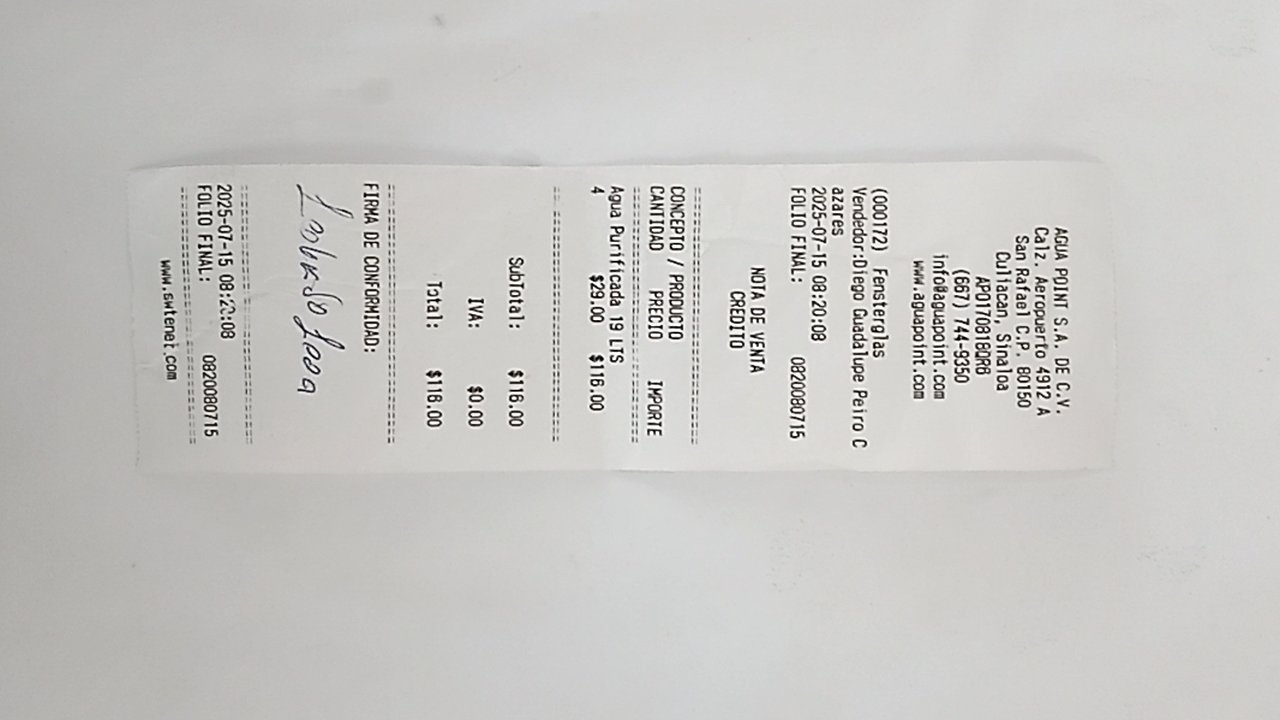 AGUA POINT S.A. DE C.V.
Calz. Aeropuerto 4912 A
San Rafael C.P. 80150
Culiacan, Sinaloa
APO170818QR6
(667) 744-9350
info@aguapoint.com
www.aguapoint.com
(000172) Fensterglas
Vendedor:Diego Guadalupe Peiro C
azares
2025-07-15 08:20:08
FOLIO FINAL: 0820080715
NOTA DE VENTA
CREDITO
CONCEPTO / PRODUCTO
CANTIDAD PRECIO IMPORTE
Agua Purificada 19 LTS
4 $29.00 $116.00
SubTotal: $116.00
IVA: $0.00
Total: $116.00
FIRMA DE CONFORMIDAD:
2025-07-15 08:20:08
FOLIO FINAL: 0820080715
www.swtenet.com